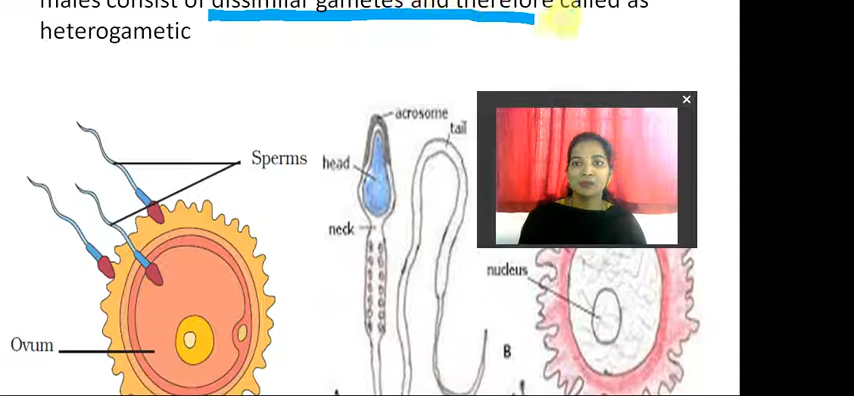 males consist of dissimilar gametes and therefore called as
heterogametic
acrosome
tail
Sperms
head
neck
nucleus
Ovum
B